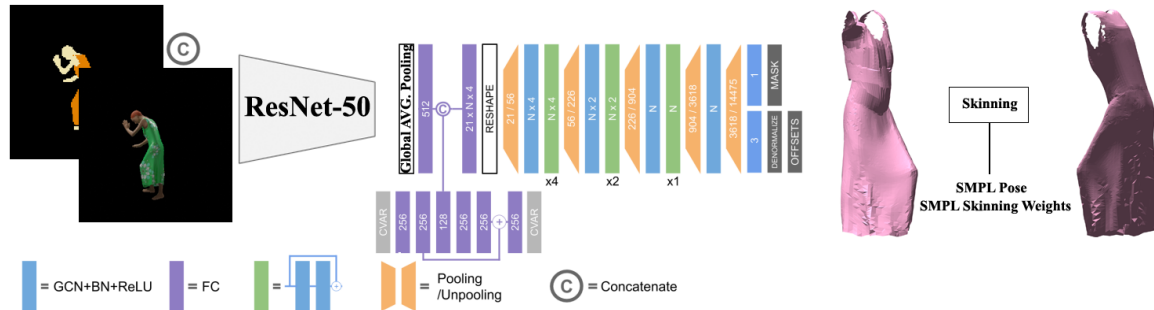 C
ResNet-50
Global AVG. Pooling
512
C
21 x N x 4
RESHAPE
21 / 56
N x 4
N x 4
x4
56 / 226
N x 2
N x 2
x2
226 / 904
N
N
x1
904 / 3618
N
3618 / 14475
1
MASK
3
DENORMALIZE
OFFSETS
CVAR
256
256
128
256
256
+
256
CVAR
Skinning
SMPL Pose
SMPL Skinning Weights
= GCN+BN+ReLU
= FC
=
+
= Pooling
/Unpooling
C = Concatenate